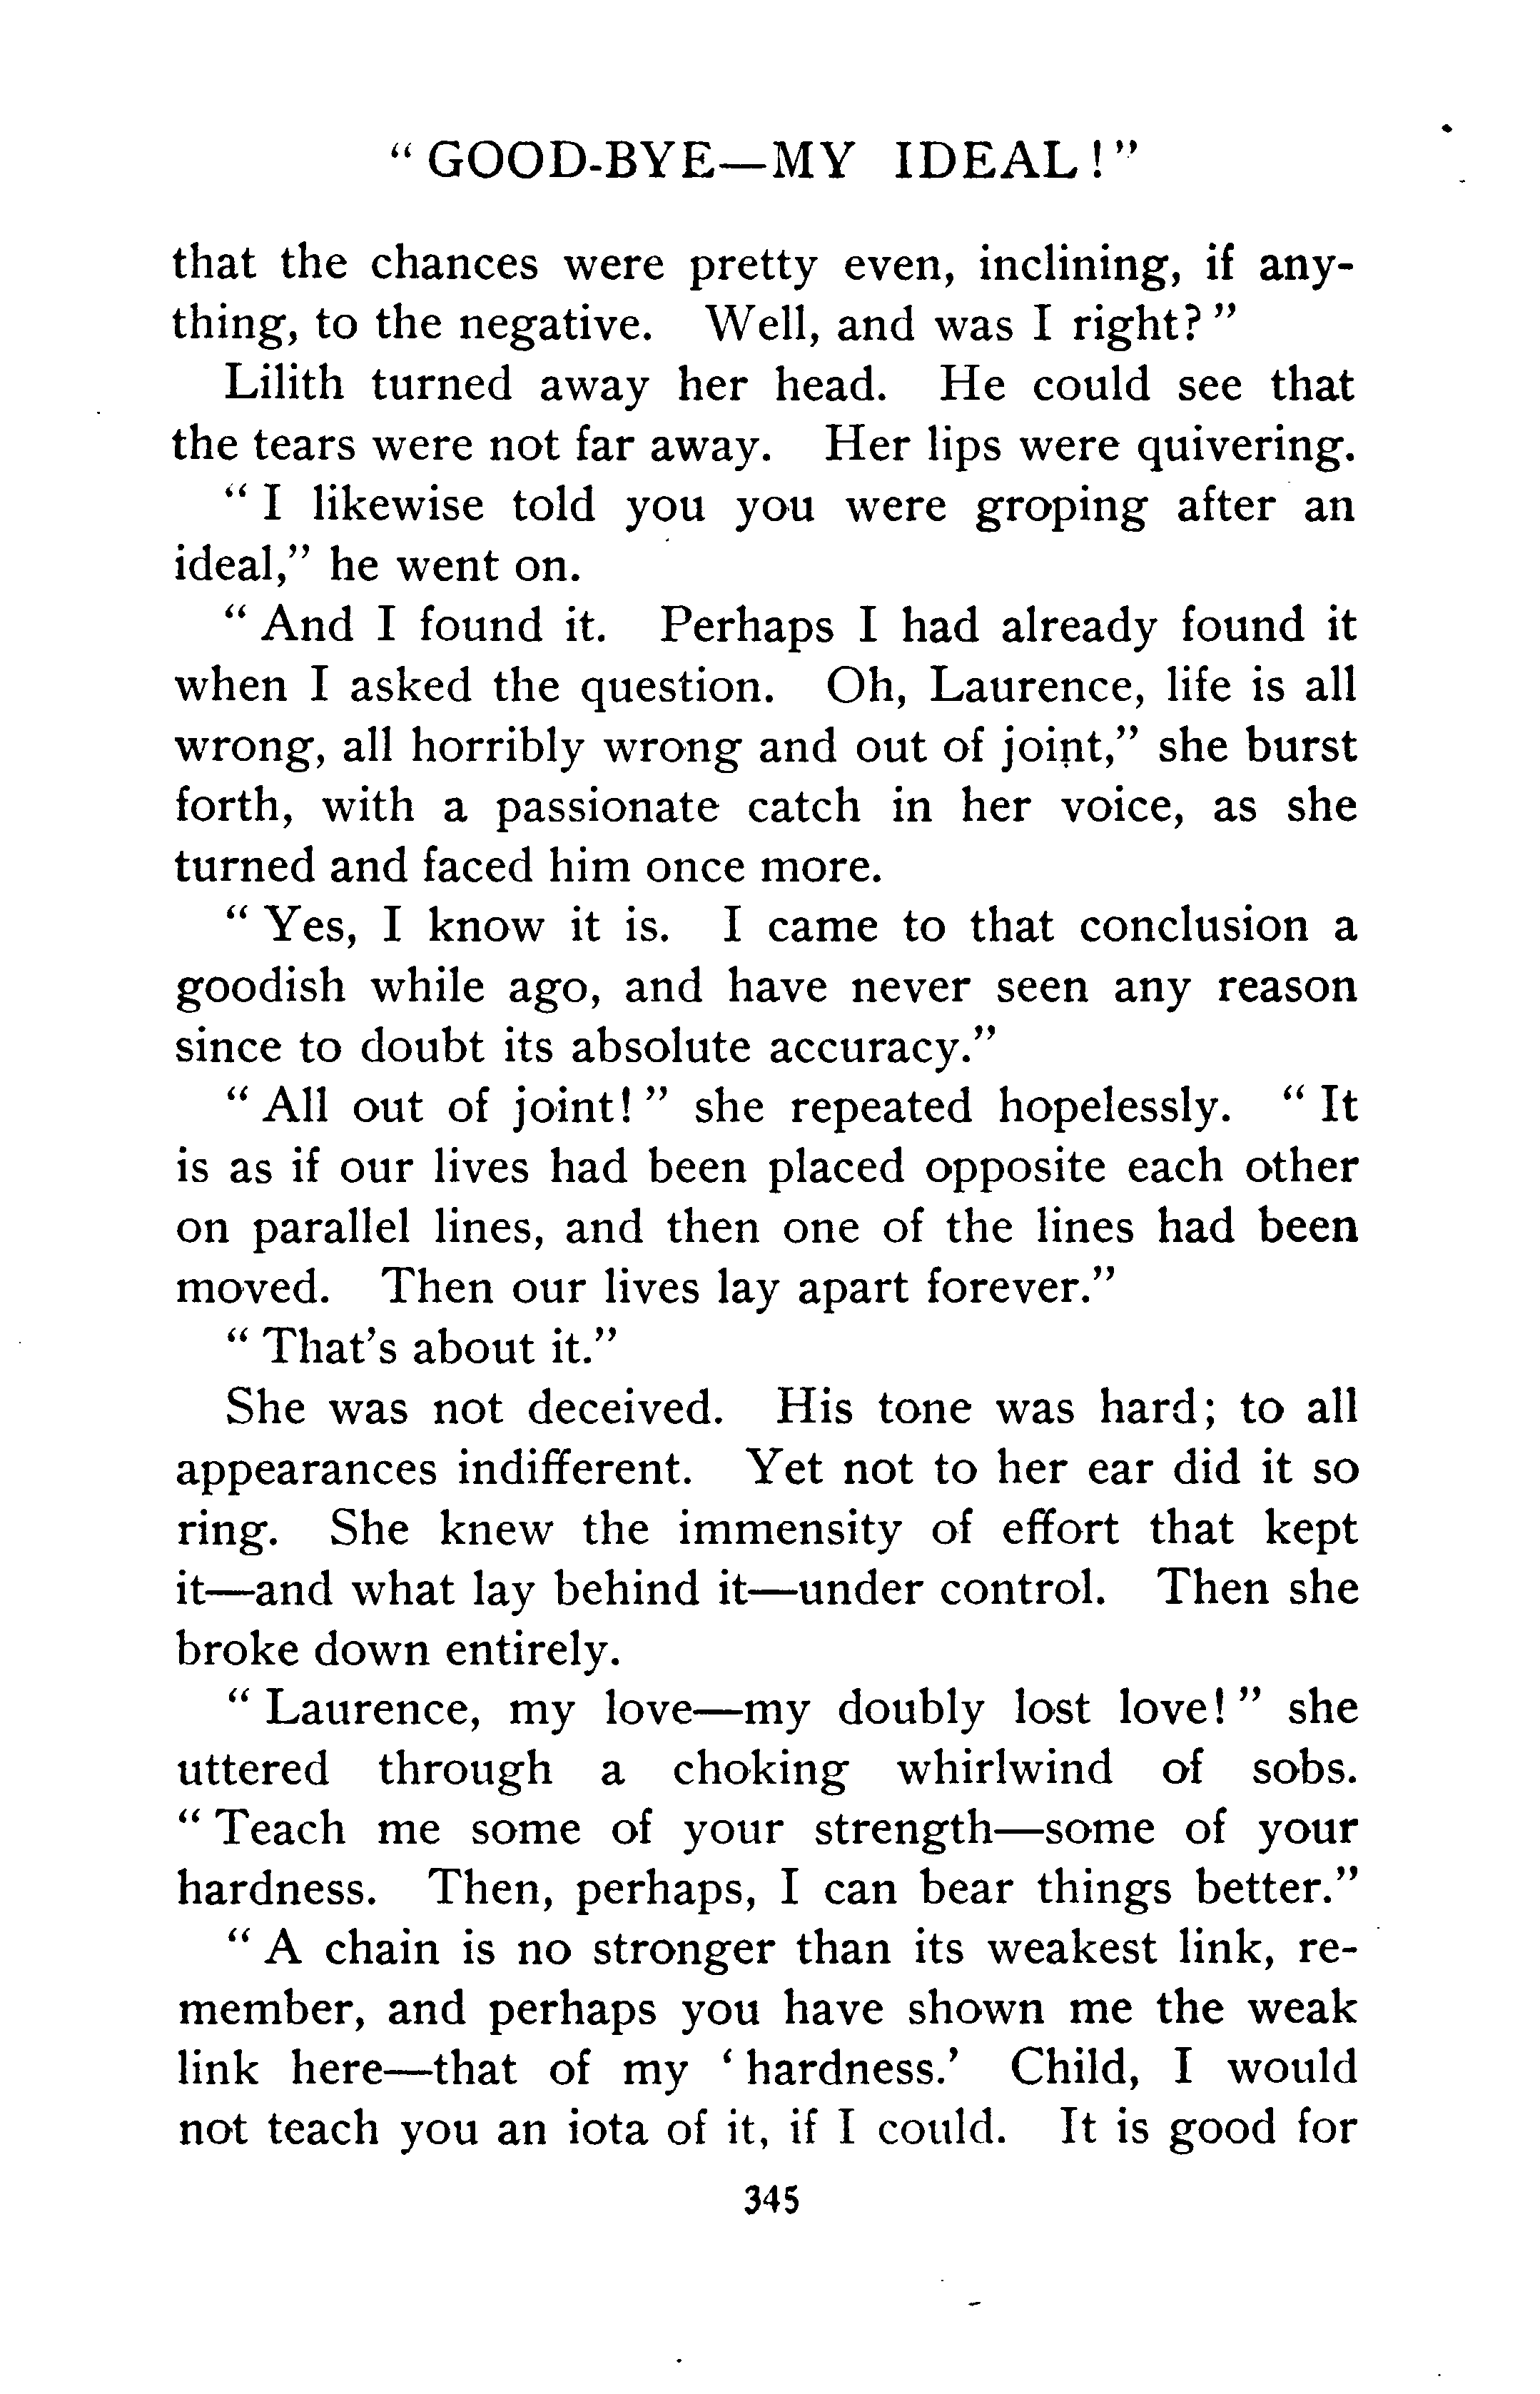 “ GOOD-BYE—MY IDEAL!”
that the chances were pretty even, inclining, if any-
thing, to the negative. Well, and was I right? ”
Lilith turned away her head. He could see that
the tears were not far away. Her lips were quivering.
“ I likewise told you you were groping after an
ideal,” he went on.
“ And I found it. Perhaps I had already found it
when I asked the question. Oh, Laurence, life is all
wrong, all horribly wrong and out of joint,” she burst
forth, with a passionate catch in her voice, as she
turned and faced him once more.
“ Yes, I know it is. I came to that conclusion a
goodish while ago, and have never seen any reason
since to doubt its absolute accuracy.”
“ All out of joint! ” she repeated hopelessly. “ It
is as if our lives had been placed opposite each other
on parallel lines, and then one of the lines had been
moved. Then our lives lay apart forever.”
“ That’s about it.”
She was not deceived. His tone was hard; to all
appearances indifferent. Yet not to her ear did it so
ring. She knew the immensity of effort that kept
it—and what lay behind it—under control. Then she
broke down entirely.
“ Laurence, my love—my doubly lost love! ” she
uttered through a choking whirlwind of sobs.
“ Teach me some of your strength—some of your
hardness. Then, perhaps, I can bear things better.”
“ A chain is no stronger than its weakest link, re-
member, and perhaps you have shown me the weak
link here—that of my ‘ hardness.’ Child, I would
not teach you an iota of it, if I could. It is good for
345